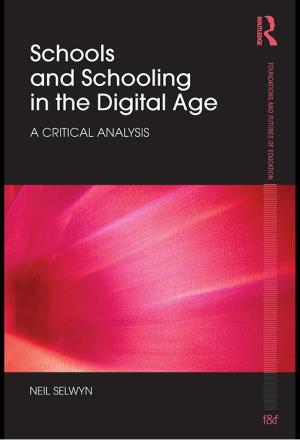 Schools
and Schooling
in the Digital Age
A CRITICAL ANALYSIS
ROUTLEDGE
FOUNDATIONS AND FUTURES OF EDUCATION
NEIL SELWYN
f&f